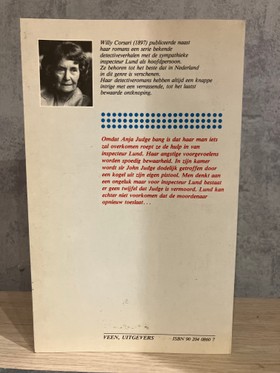 Willy Corsari (1897) publiceerde naast
haar romans een serie bekende
detectiveverhalen met de sympathieke
inspecteur Lund als hoofdpersoon.
Ze behoren tot het beste dat in Nederland
in dit genre is verschenen.
Haar detectiveromans hebben altijd een knappe
intrige met een verrassende, tot het laatst
bewaarde ontknoping.
Omdat Anja Judge bang is dat haar man iets
zal overkomen roept ze de hulp in van
inspecteur Lund. Haar angstige voorgevoelens
worden spoedig bewaarheid. In zijn kamer
wordt sir John Judge dodelijk getroffen door
een kogel uit zijn eigen pistool. Men denkt aan
een ongeluk maar voor inspecteur Lund bestaat
er geen twijfel dat Judge is vermoord. Lund kan
echter niet voorkomen dat de moordenaar
opnieuw toeslaat...
VEEN, UITGEVERS ISBN 90 204 0060 7